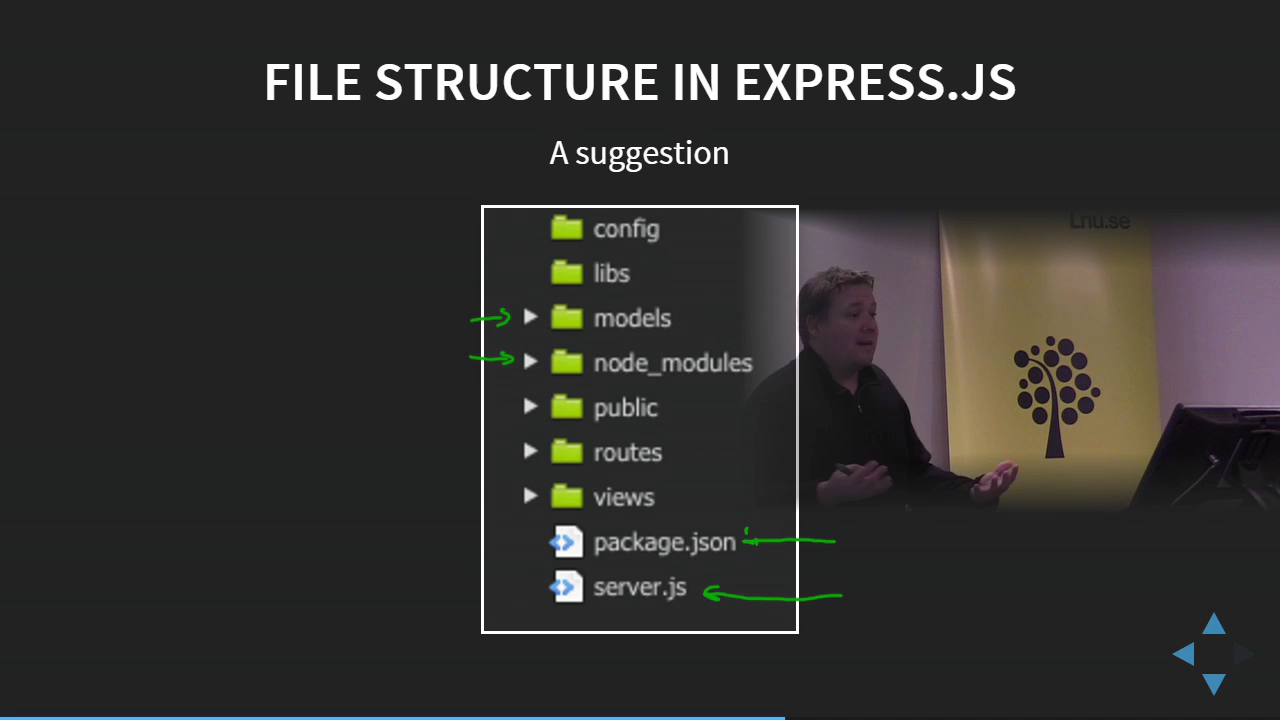 FILE STRUCTURE IN EXPRESS.JS
A suggestion
config
libs
models
node_modules
public
routes
views
package.json
server.js
Lnu.se